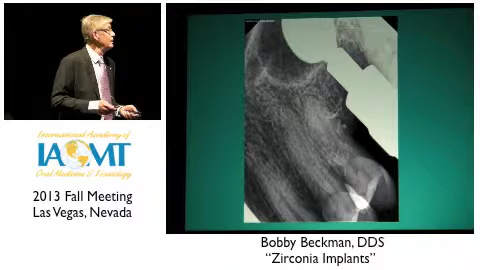 International Academy of
IAOMT
Oral Medicine & Toxicology
2013 Fall Meeting
Las Vegas, Nevada
Bobby Beckman, DDS
“Zirconia Implants”